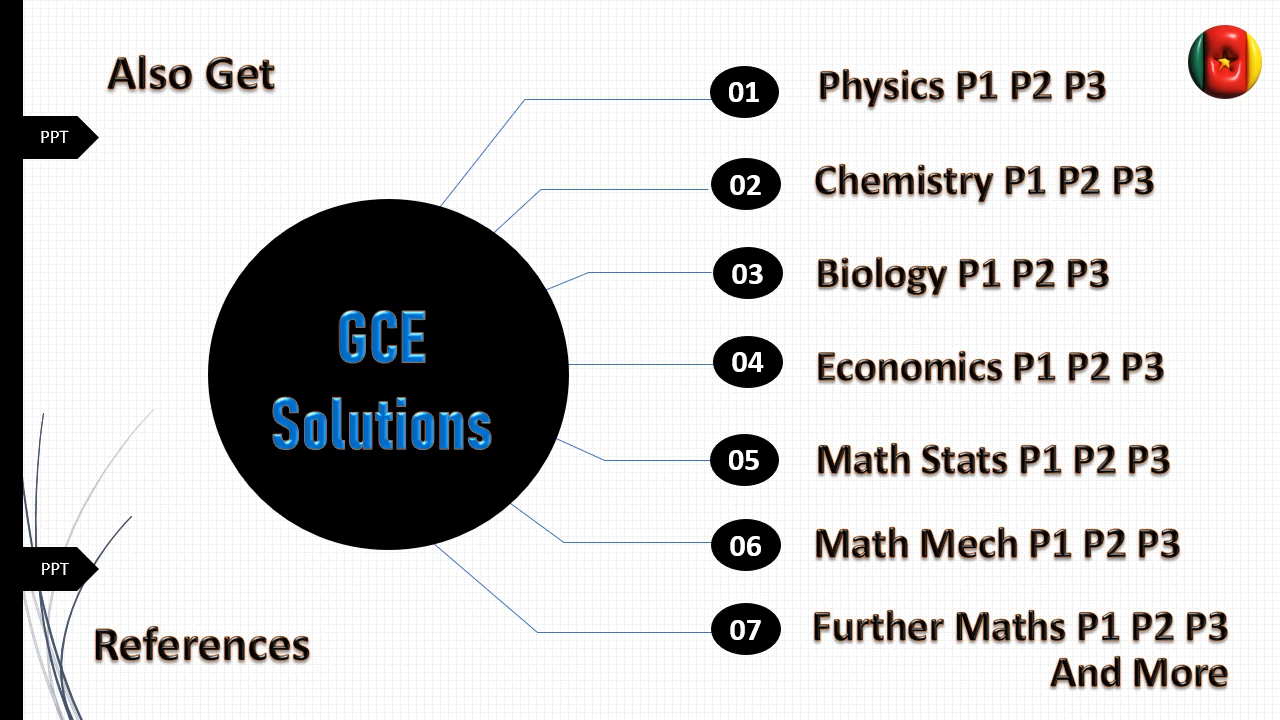 Also Get
PPT
GCE
Solutions
01 Physics P1 P2 P3
02 Chemistry P1 P2 P3
03 Biology P1 P2 P3
04 Economics P1 P2 P3
05 Math Stats P1 P2 P3
06 Math Mech P1 P2 P3
07 Further Maths P1 P2 P3
And More
PPT
References